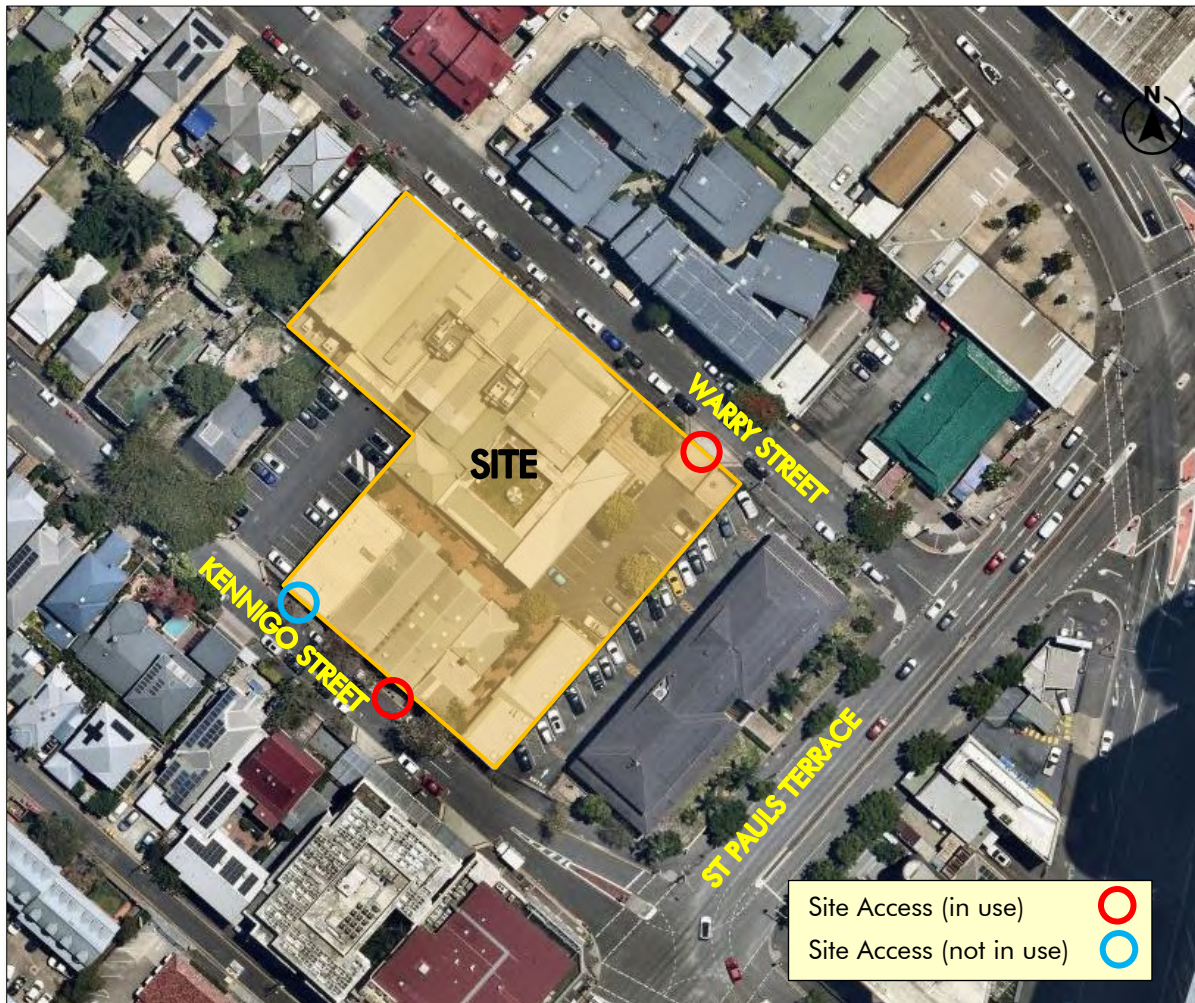 N
SITE
WARRY STREET
KENNIGO STREET
ST PAULS TERRACE
Site Access (in use)
Site Access (not in use)